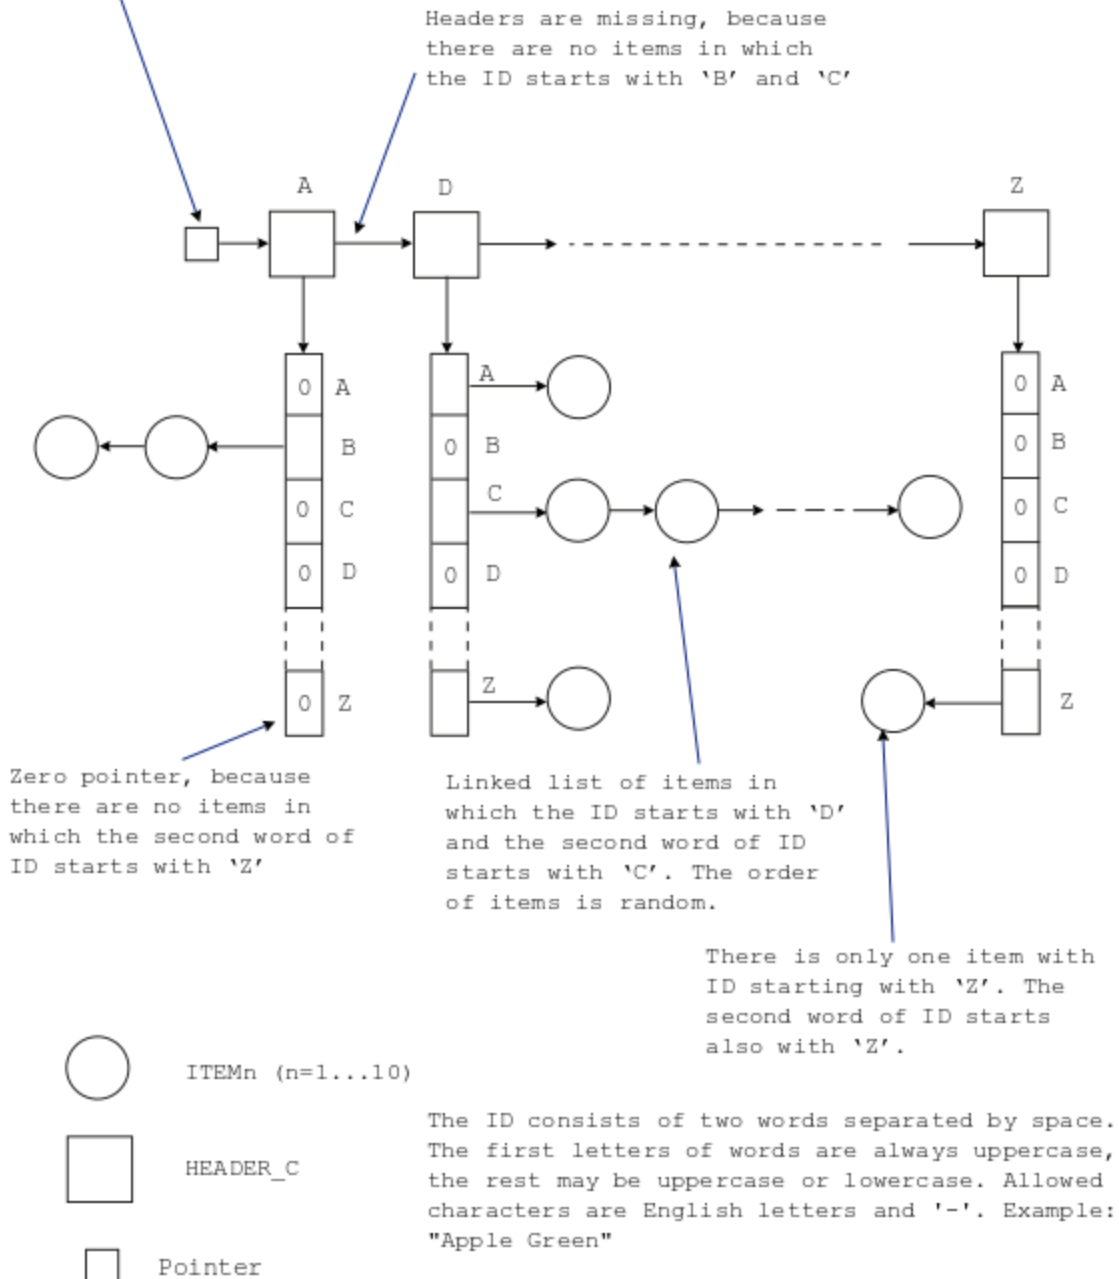 Headers are missing, because
there are no items in which
the ID starts with ‘B’ and ‘C’
A
D
Z
0 A
A
0 A
B
0 B
0 B
0 C
C
0 C
0 D
0 D
0 D
0 Z
Z
Z
Zero pointer, because
there are no items in
which the second word of
ID starts with ‘Z’
Linked list of items in
which the ID starts with ‘D’
and the second word of ID
starts with ‘C’. The order
of items is random.
There is only one item with
ID starting with ‘Z’. The
second word of ID starts
also with ‘Z’.
ITEMn (n=1...10)
HEADER_C
Pointer
The ID consists of two words separated by space.
The first letters of words are always uppercase,
the rest may be uppercase or lowercase. Allowed
characters are English letters and '-'. Example:
"Apple Green"